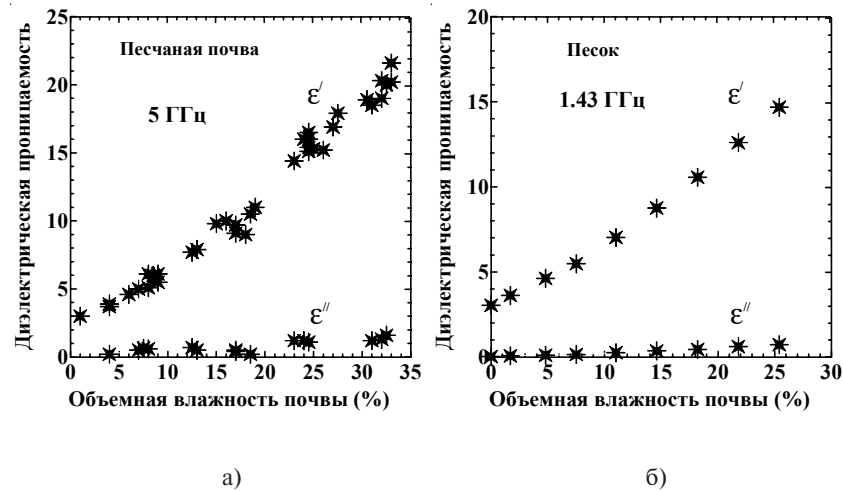 Диэлектрическая проницаемость
25
20
15
10
5
0
Песчаная почва
5 ГГц
ε/
ε//
0 5 10 15 20 25 30 35
Объемная влажность почвы (%)
а)
Диэлектрическая проницаемость
20
15
10
5
0
Песок
1.43 ГГц
ε/
ε//
0 5 10 15 20 25 30
Объемная влажность почвы (%)
б)